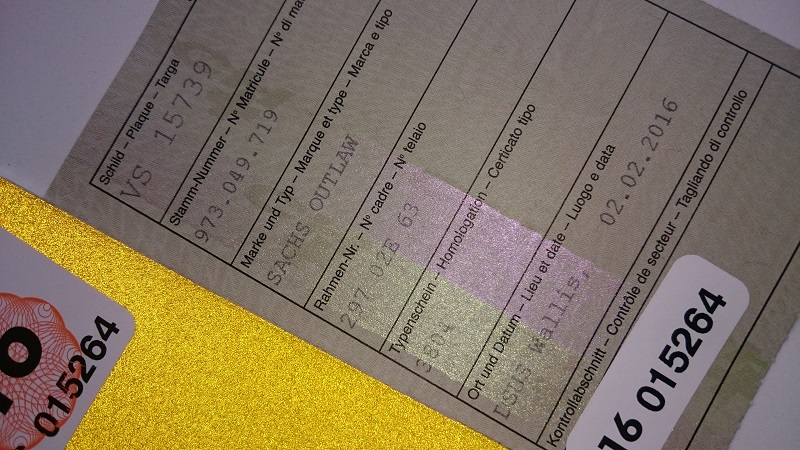 Schild – Plaque – Targa
VS 15739
Stamm-Nummer – Nº Matricule – Nº di ma
973.049.719
Marke und Typ – Marque et type – Marca e tipo
SACHS OUTLAW
Rahmen-Nr. – Nº cadre – Nº telaio
297 02E 63
Typenschein – Homologation – Certicato tipo
3804
Ort und Datum – Lieu et date – Luogo e data
LSUS Wallis, 02.02.2016
Kontrollabschnitt – Contrôle de secteur – Tagliando di controllo
16 015264
015264